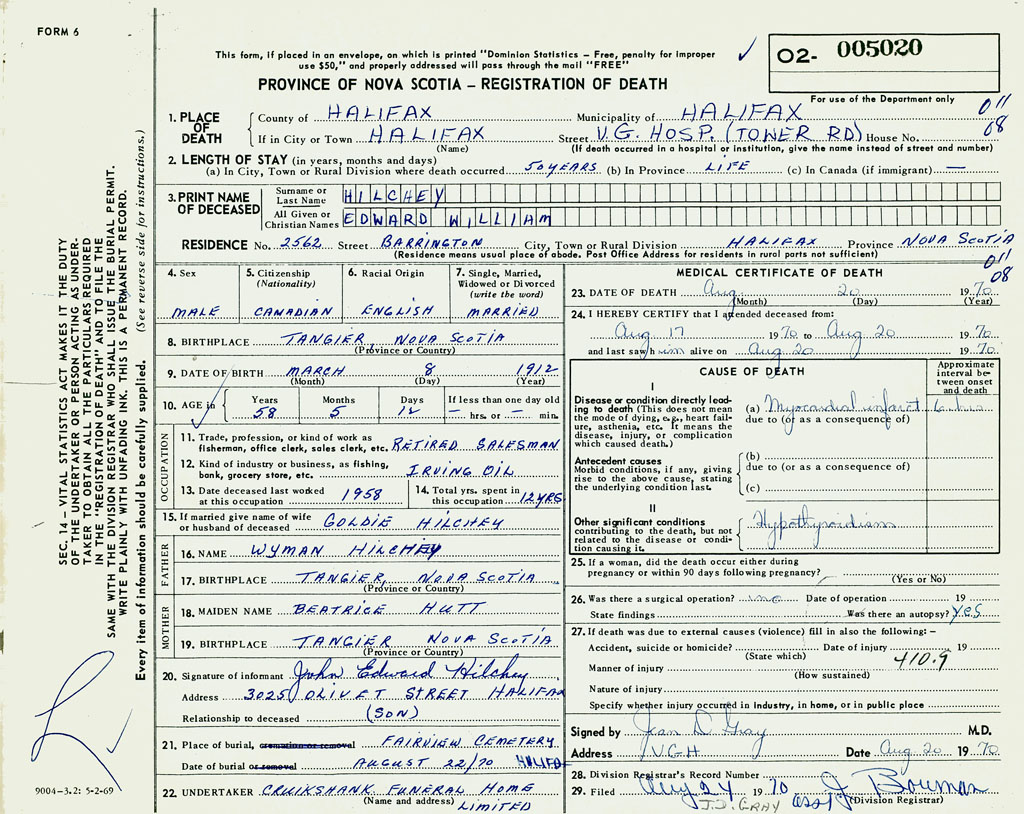 FORM 6
This form, if placed in an envelope, on which is printed "Dominion Statistics – Free, penalty for improper
use $50," and properly addressed will pass through the mail "FREE"
O2- 005020
PROVINCE OF NOVA SCOTIA – REGISTRATION OF DEATH
For use of the Department only
011
08
1. PLACE OF DEATH
County of HALIFAX Municipality of HALIFAX
If in City or Town HALIFAX Street V.G. HOSP. (TOWER RD) House No.
(Name) (If death occurred in a hospital or institution, give the name instead of street and number)
2. LENGTH OF STAY (in years, months and days)
(a) In City, Town or Rural Division where death occurred 50 YEARS (b) In Province LIFE (c) In Canada (if immigrant) —
3. PRINT NAME OF DECEASED
Surname or Last Name HILCHEY
All Given or Christian Names EDWARD WILLIAM
RESIDENCE No. 2562 Street BARRINGTON City, Town or Rural Division HALIFAX Province NOVA SCOTIA
(Residence means usual place of abode. Post Office Address for residents in rural parts not sufficient)
011
08
4. Sex
MALE
5. Citizenship
(Nationality)
CANADIAN
6. Racial Origin
ENGLISH
7. Single, Married,
Widowed or Divorced
(write the word)
MARRIED
8. BIRTHPLACE TANGIER, NOVA SCOTIA
(Province or Country)
9. DATE OF BIRTH MARCH 8 1912
(Month) (Day) (Year)
10. AGE in
Years Months Days If less than one day old
58 5 12 — hrs. or — min.
OCCUPATION
11. Trade, profession, or kind of work as
fisherman, office clerk, sales clerk, etc. RETIRED SALESMAN
12. Kind of industry or business, as fishing,
bank, grocery store, etc. IRVING OIL
13. Date deceased last worked
at this occupation 1958
14. Total yrs. spent in
this occupation 12 YRS
15. If married give name of wife
or husband of deceased GOLDIE HILCHEY
FATHER
16. NAME WYMAN HILCHEY
17. BIRTHPLACE TANGIER, NOVA SCOTIA
(Province or Country)
MOTHER
18. MAIDEN NAME BEATRICE HUTT
19. BIRTHPLACE TANGIER NOVA SCOTIA
(Province or Country)
20. Signature of informant John Edward Hilchey
Address 3025 OLIVET STREET HALIFAX
Relationship to deceased (SON)
21. Place of burial, cremation or removal FAIRVIEW CEMETERY
Date of burial or removal AUGUST 22/70 HALIFA
22. UNDERTAKER CRUIKSHANK FUNERAL HOME
(Name and address) LIMITED
MEDICAL CERTIFICATE OF DEATH
23. DATE OF DEATH Aug 20 1970
(Month) (Day) (Year)
24. I HEREBY CERTIFY that I attended deceased from:
Aug 17 1970 to Aug 20 1970
and last saw him alive on Aug 20 1970
CAUSE OF DEATH
Approximate
interval be-
tween onset
and death
I
Disease or condition directly lead-
ing to death (This does not mean
the mode of dying, e.g., heart fail-
ure, asthenia, etc. It means the
disease, injury, or complication
which caused death.)
(a) Myocardial infarct 6 hrs
due to (or as a consequence of)
Antecedent causes
Morbid conditions, if any, giving
rise to the above cause, stating
the underlying condition last.
(b)
due to (or as a consequence of)
(c)
II
Other significant conditions
contributing to the death, but not
related to the disease or condi-
tion causing it.
Hypothyroidism
25. If a woman, did the death occur either during
pregnancy or within 90 days following pregnancy?
(Yes or No)
26. Was there a surgical operation? no Date of operation 19
State findings Was there an autopsy? yes
27. If death was due to external causes (violence) fill in also the following: –
Accident, suicide or homicide? Date of injury 19
(State which) 410.9
Manner of injury
(How sustained)
Nature of injury
Specify whether injury occurred in industry, in home, or in public place
Signed by Jean D Gray M.D.
Address V.G.H Date Aug 20 1970
28. Division Registrar's Record Number
29. Filed Aug 24 1970 J Bowman
J.D. GRAY asst (Division Registrar)
SEC. 14 – VITAL STATISTICS ACT MAKES IT THE DUTY
OF THE UNDERTAKER OR PERSON ACTING AS UNDER-
TAKER TO OBTAIN ALL THE PARTICULARS REQUIRED
IN THE "REGISTRATION OF DEATH" AND TO FILE THE
SAME WITH THE DIVISION REGISTRAR WHO SHALL ISSUE THE BURIAL PERMIT.
WRITE PLAINLY WITH UNFADING INK. THIS IS A PERMANENT RECORD.
Every item of information should be carefully supplied. (See reverse side for instructions.)
9004–3.2: 5-2-69